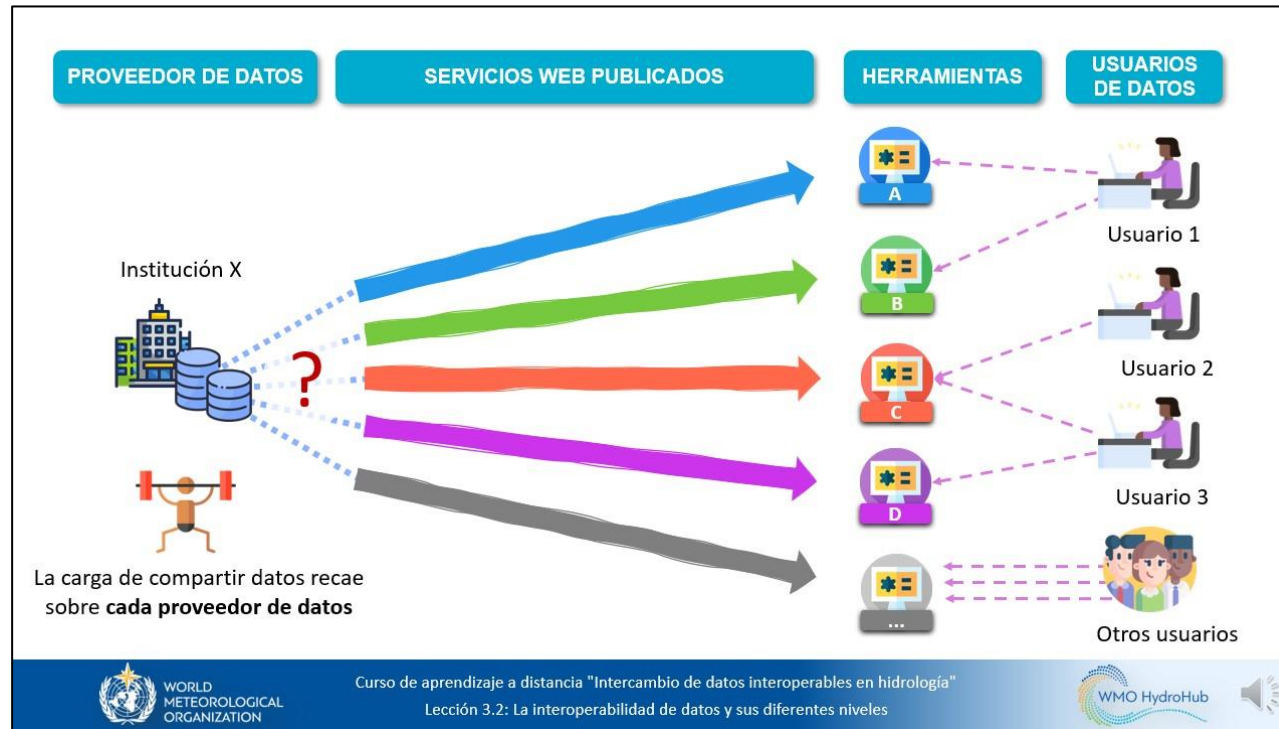 PROVEEDOR DE DATOS
SERVICIOS WEB PUBLICADOS
HERRAMIENTAS
USUARIOS
DE DATOS
A
Usuario 1
Institución X
B
?
C
Usuario 2
D
Usuario 3
La carga de compartir datos recae
sobre cada proveedor de datos
...
Otros usuarios
WORLD
METEOROLOGICAL
ORGANIZATION
Curso de aprendizaje a distancia "Intercambio de datos interoperables en hidrología"
Lección 3.2: La interoperabilidad de datos y sus diferentes niveles
WMO HydroHub